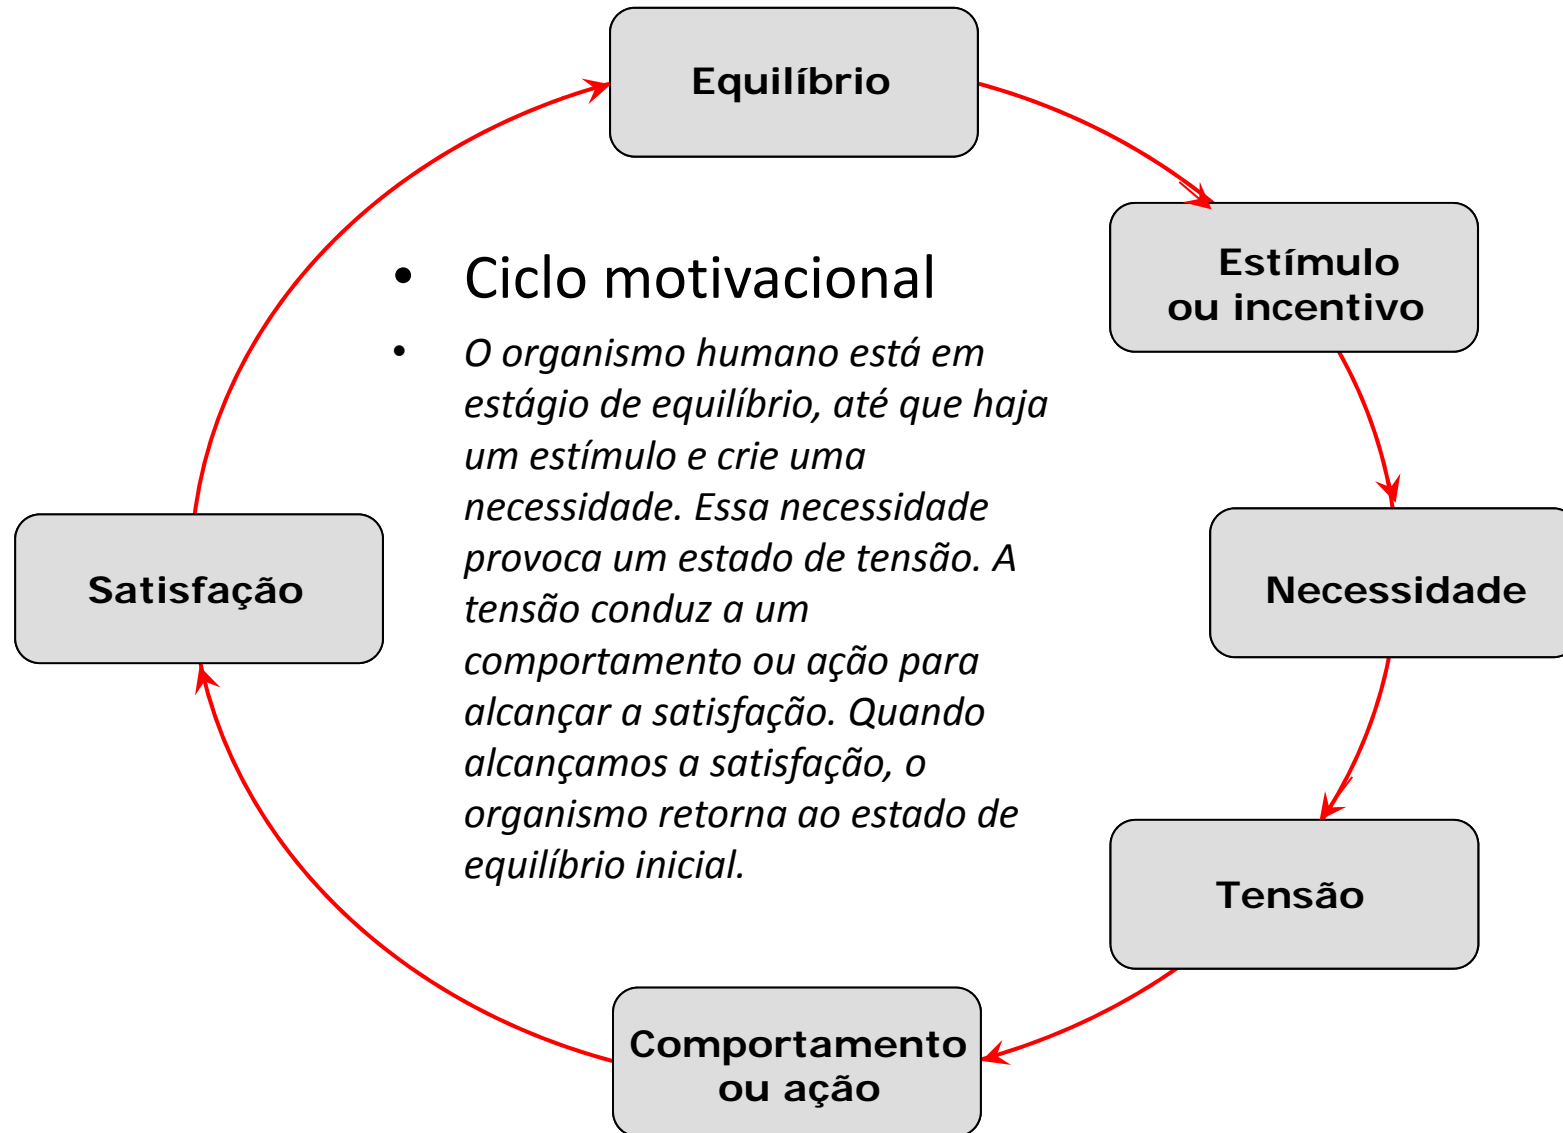 Equilíbrio
Estímulo
ou incentivo
• Ciclo motivacional
• O organismo humano está em
estágio de equilíbrio, até que haja
um estímulo e crie uma
necessidade. Essa necessidade
provoca um estado de tensão. A
tensão conduz a um
comportamento ou ação para
alcançar a satisfação. Quando
alcançamos a satisfação, o
organismo retorna ao estado de
equilíbrio inicial.
Satisfação
Necessidade
Tensão
Comportamento
ou ação